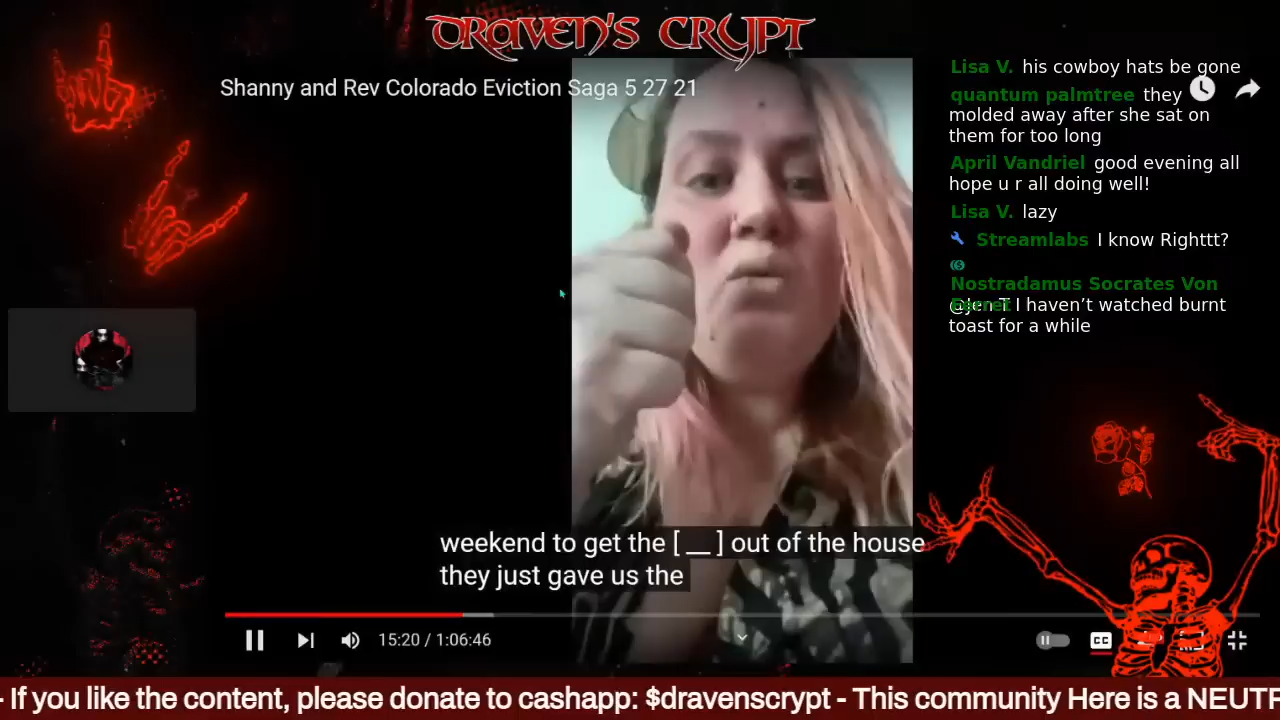 DRAVEN'S CRYPT
Shanny and Rev Colorado Eviction Saga 5 27 21
Lisa V. his cowboy hats be gone
quantum palmtree they
molded away after she sat on
them for too long
April Vandriel good evening all
hope u r all doing well!
Lisa V. lazy
Streamlabs I know Righttt?
Nostradamus Socrates Von
Ferret
@jen T I haven’t watched burnt
toast for a while
weekend to get the [ __ ] out of the house
they just gave us the
15:20 / 1:06:46
CC
- If you like the content, please donate to cashapp: $dravenscrypt - This community Here is a NEUTR